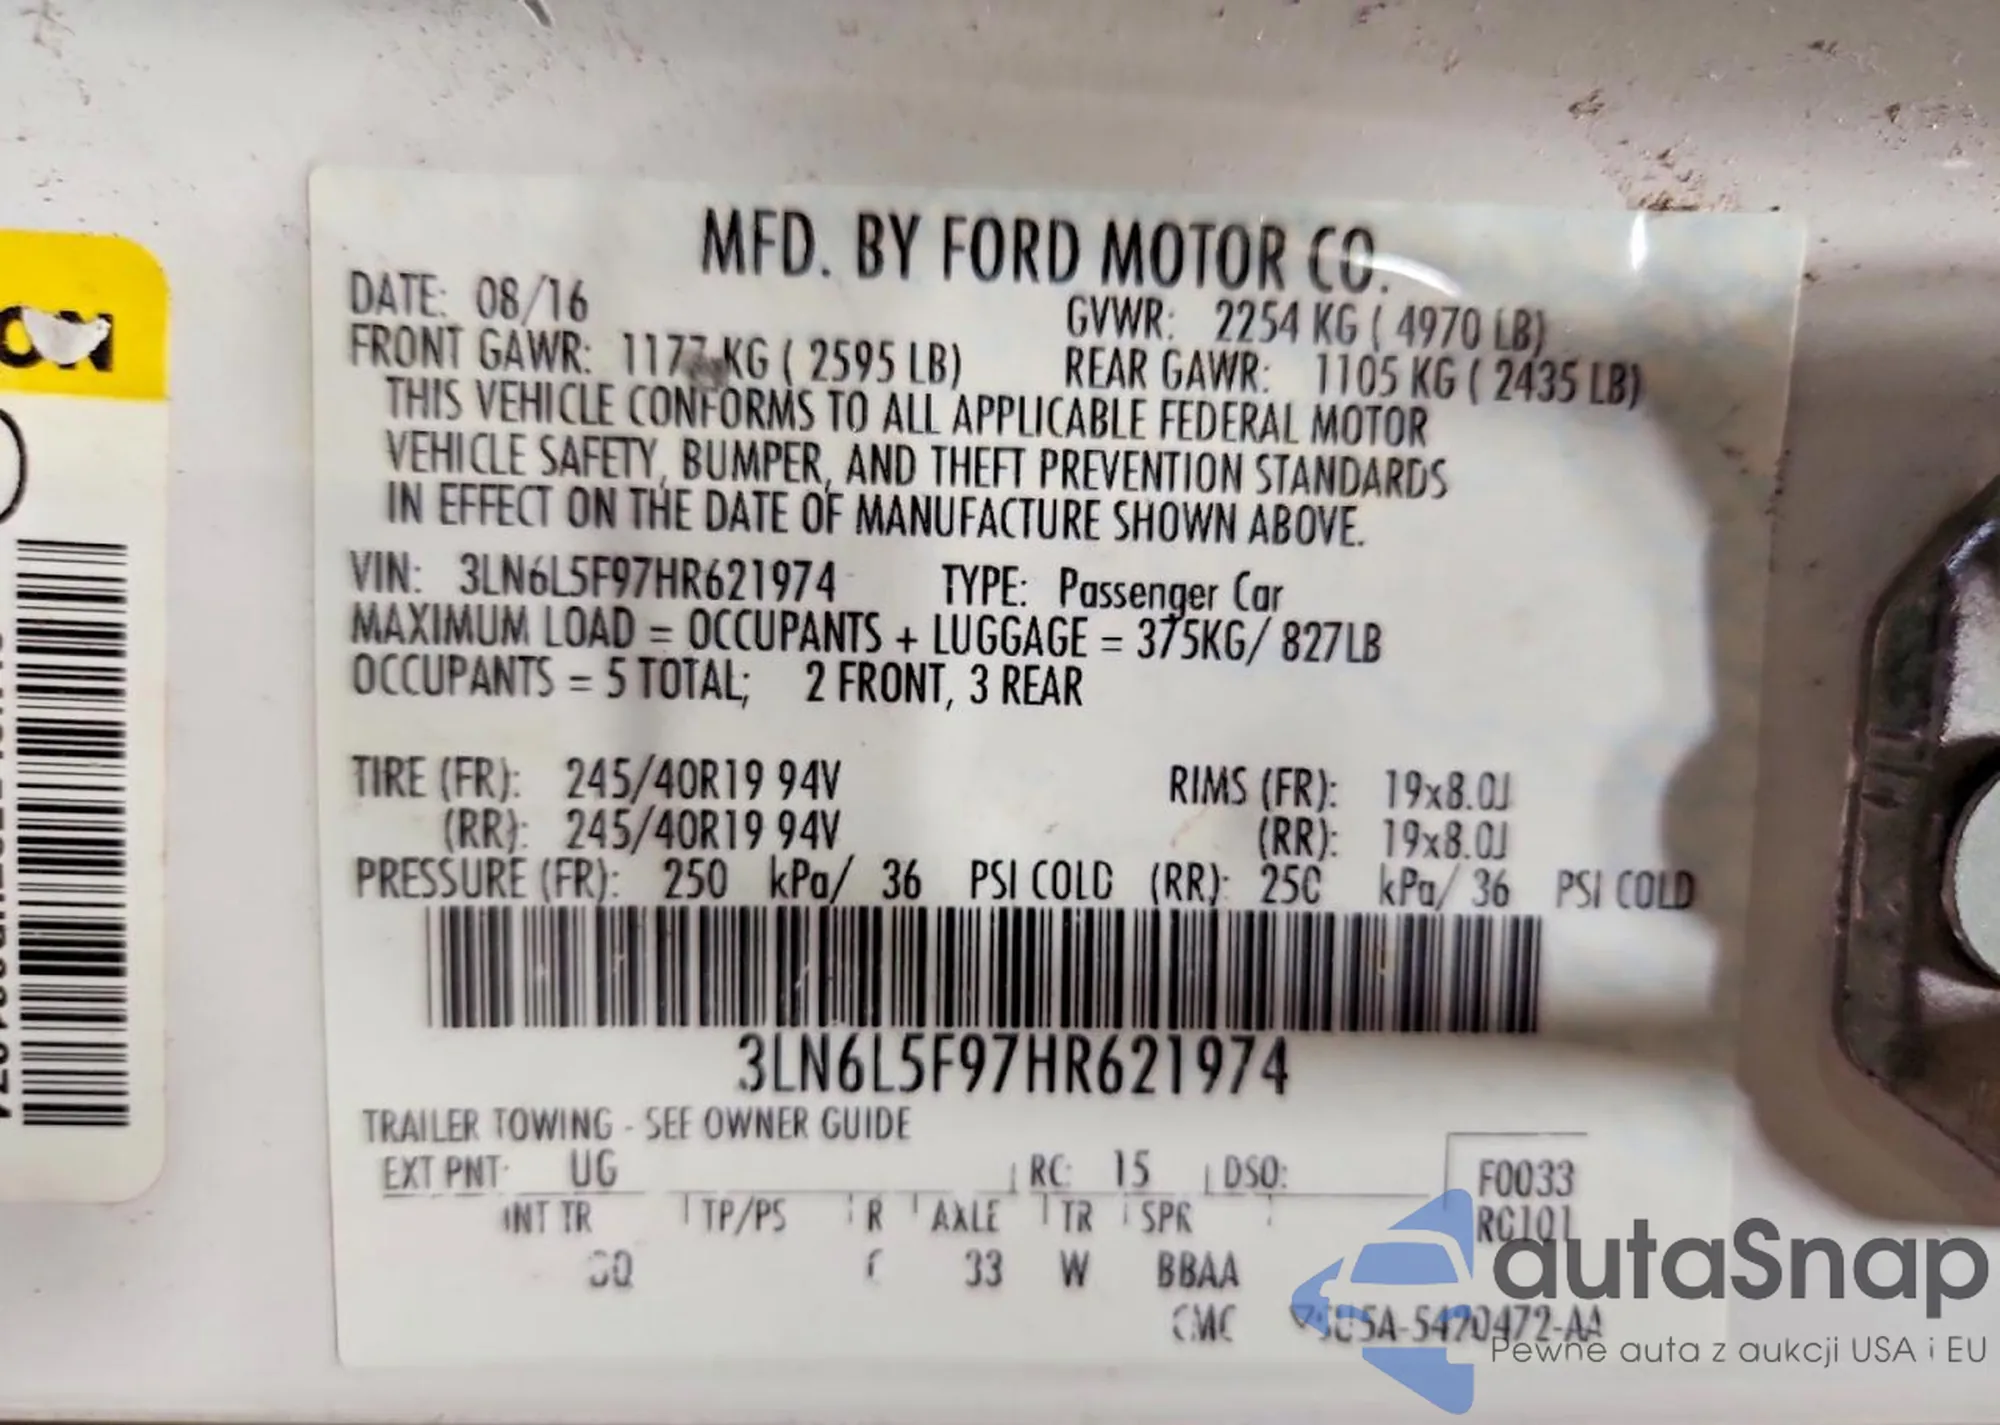 MFD. BY FORD MOTOR CO.
DATE: 08/16
GVWR: 2254 KG ( 4970 LB)
FRONT GAWR: 1177 KG ( 2595 LB)
REAR GAWR: 1105 KG ( 2435 LB)
THIS VEHICLE CONFORMS TO ALL APPLICABLE FEDERAL MOTOR
VEHICLE SAFETY, BUMPER, AND THEFT PREVENTION STANDARDS
IN EFFECT ON THE DATE OF MANUFACTURE SHOWN ABOVE.
VIN: 3LN6L5F97HR621974 TYPE: Passenger Car
MAXIMUM LOAD = OCCUPANTS + LUGGAGE = 375KG/ 827LB
OCCUPANTS = 5 TOTAL; 2 FRONT, 3 REAR
TIRE (FR): 245/40R19 94V RIMS (FR): 19x8.0J
(RR): 245/40R19 94V (RR): 19x8.0J
PRESSURE (FR): 250 kPa/ 36 PSI COLD (RR): 250 kPa/ 36 PSI COLD
3LN6L5F97HR621974
TRAILER TOWING - SEE OWNER GUIDE
EXT PNT: UG RC: 15 DSO: F0033
INT TR TP/PS R AXLE TR SPR
33 W BBAA
autaSnap
Pewne auta z aukcji USA i EU